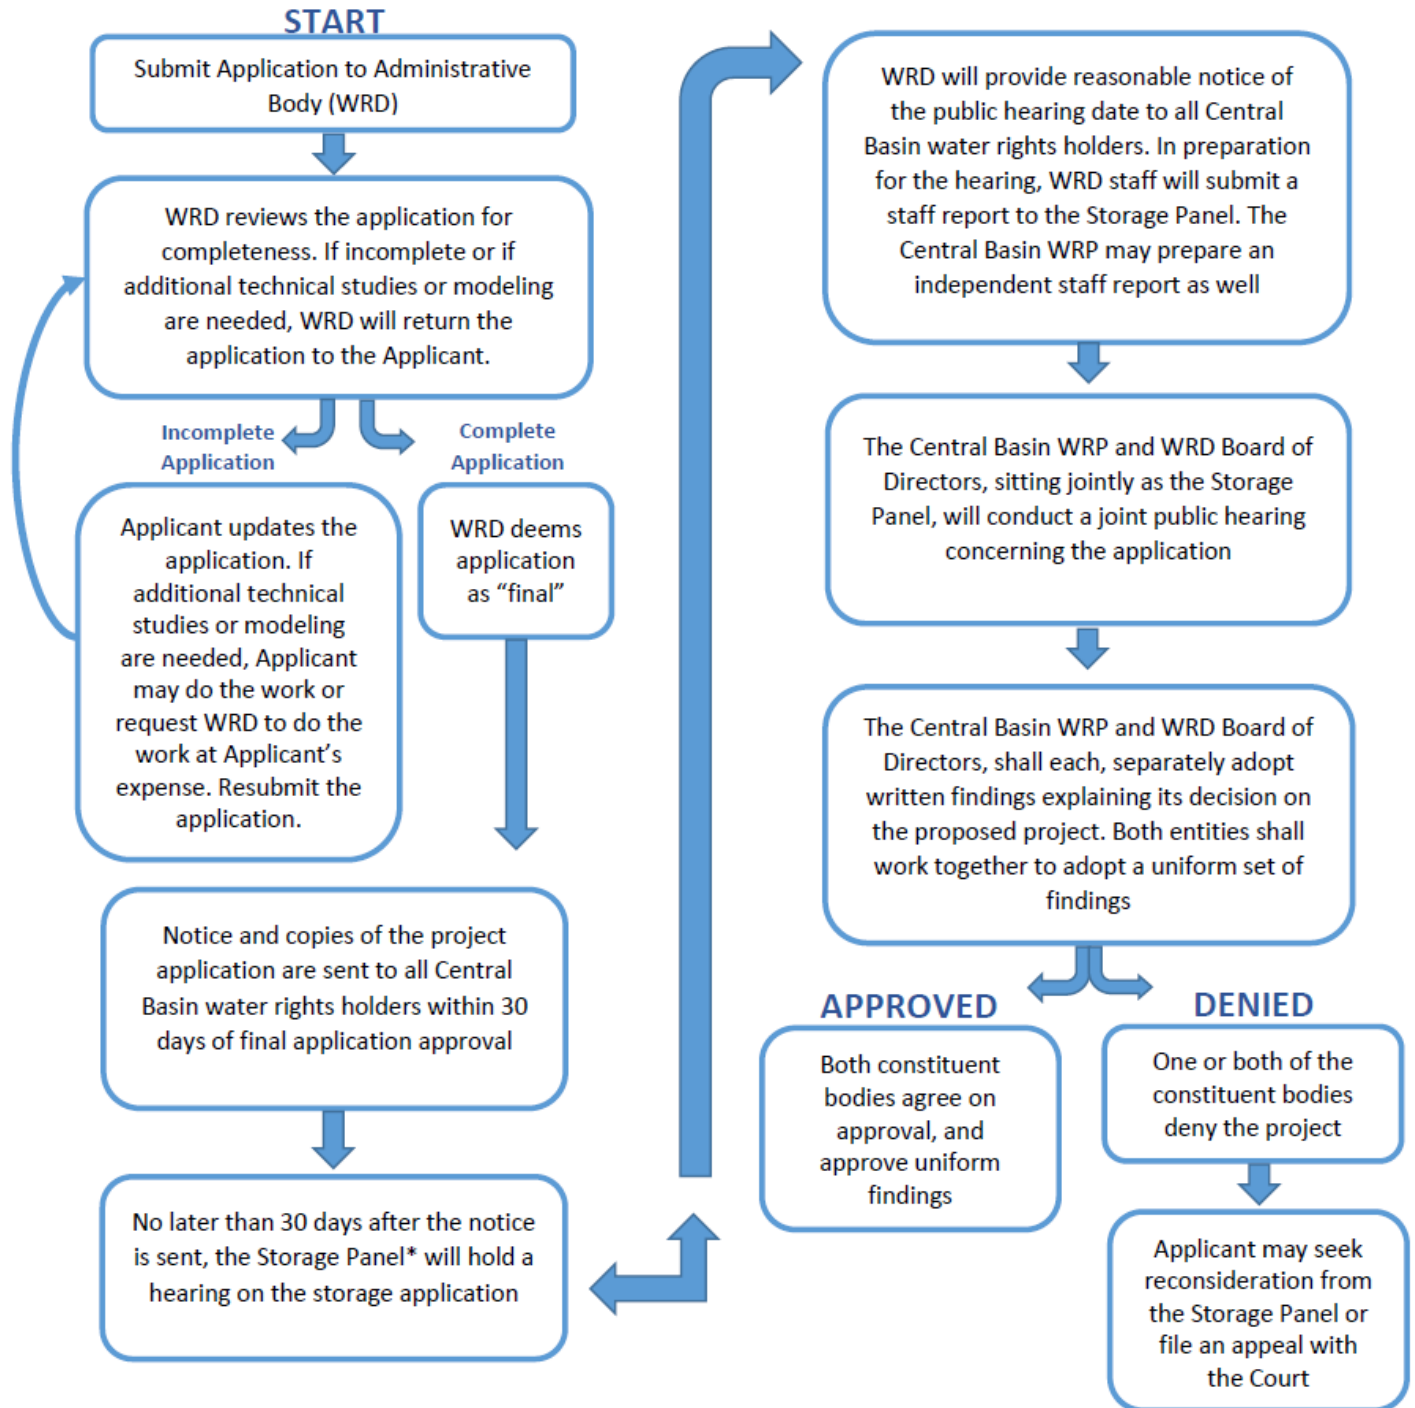 START
Submit Application to Administrative
Body (WRD)
WRD reviews the application for
completeness. If incomplete or if
additional technical studies or modeling
are needed, WRD will return the
application to the Applicant.
Incomplete
Application
Complete
Application
Applicant updates the
application. If
additional technical
studies or modeling
are needed, Applicant
may do the work or
request WRD to do the
work at Applicant’s
expense. Resubmit the
application.
WRD deems
application
as “final”
Notice and copies of the project
application are sent to all Central
Basin water rights holders within 30
days of final application approval
No later than 30 days after the notice
is sent, the Storage Panel* will hold a
hearing on the storage application
WRD will provide reasonable notice of
the public hearing date to all Central
Basin water rights holders. In preparation
for the hearing, WRD staff will submit a
staff report to the Storage Panel. The
Central Basin WRP may prepare an
independent staff report as well
The Central Basin WRP and WRD Board of
Directors, sitting jointly as the Storage
Panel, will conduct a joint public hearing
concerning the application
The Central Basin WRP and WRD Board of
Directors, shall each, separately adopt
written findings explaining its decision on
the proposed project. Both entities shall
work together to adopt a uniform set of
findings
APPROVED
Both constituent
bodies agree on
approval, and
approve uniform
findings
DENIED
One or both of the
constituent bodies
deny the project
Applicant may seek
reconsideration from
the Storage Panel or
file an appeal with
the Court